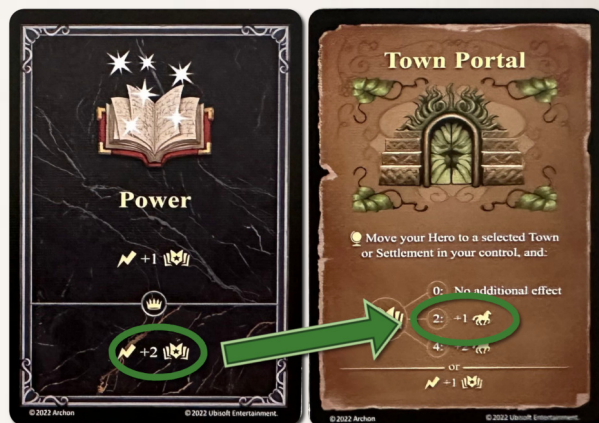 Power
+1
+2
© 2022 Archon
© 2022 Ubisoft Entertainment.
Town Portal
Move your Hero to a selected Town
or Settlement in your control, and:
0: No additional effect
2: +1
4: +2
or
+1
© 2022 Archon
© 2022 Ubisoft Entertainment.